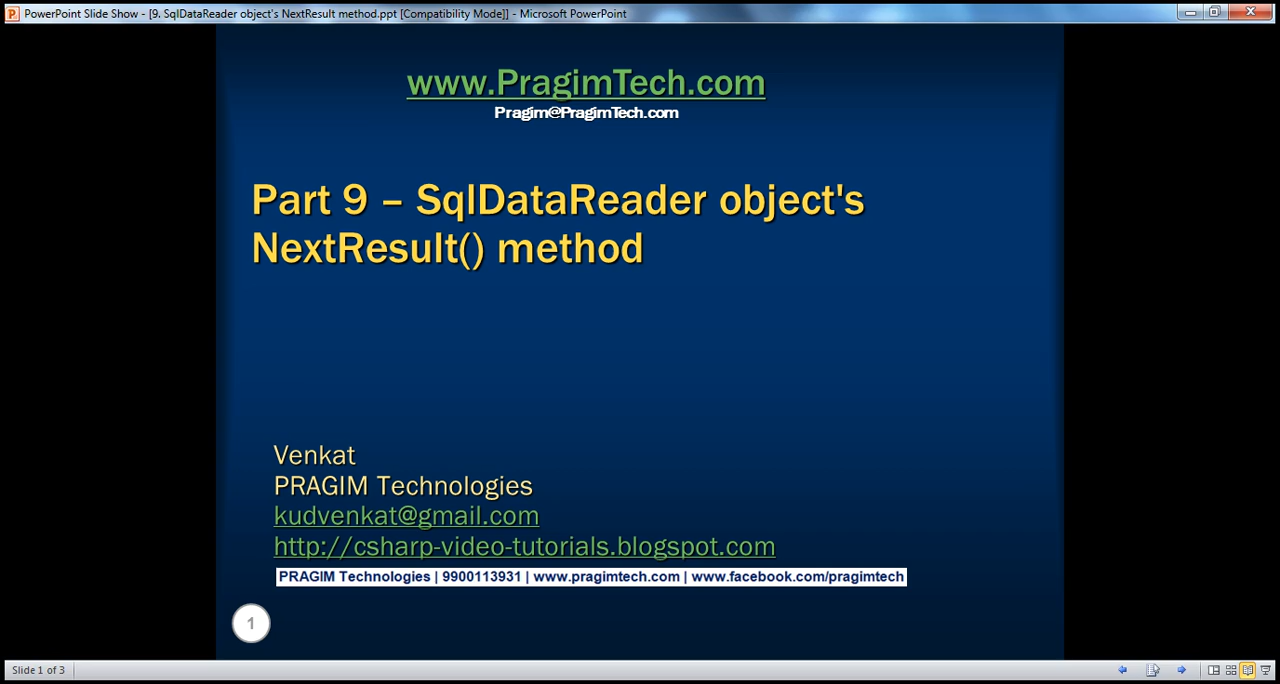 PowerPoint Slide Show - [9. SqlDataReader object's NextResult method.ppt [Compatibility Mode]] - Microsoft PowerPoint
www.PragimTech.com
Pragim@PragimTech.com
Part 9 – SqlDataReader object's
NextResult() method
Venkat
PRAGIM Technologies
kudvenkat@gmail.com
http://csharp-video-tutorials.blogspot.com
PRAGIM Technologies | 9900113931 | www.pragimtech.com | www.facebook.com/pragimtech
1
Slide 1 of 3